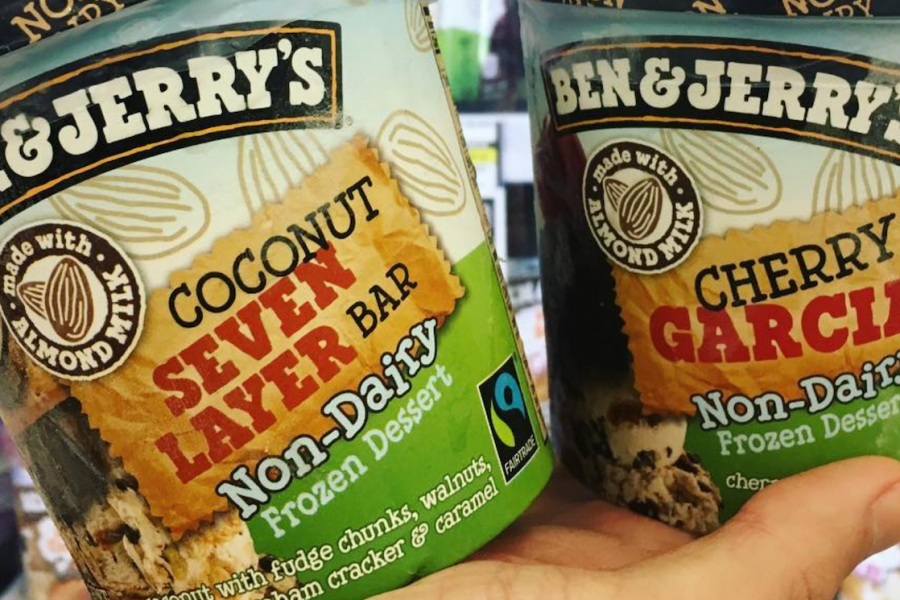 & JERRY'S
made with
ALMOND MILK
COCONUT
SEVEN
LAYER BAR
Non-Dairy
Frozen Dessert
FAIRTRADE
with fudge chunks, walnuts,
cracker & caramel
BEN & JERRY'S
made with
ALMOND MILK
CHERRY
GARCIA
Non-Dairy
Frozen Dessert